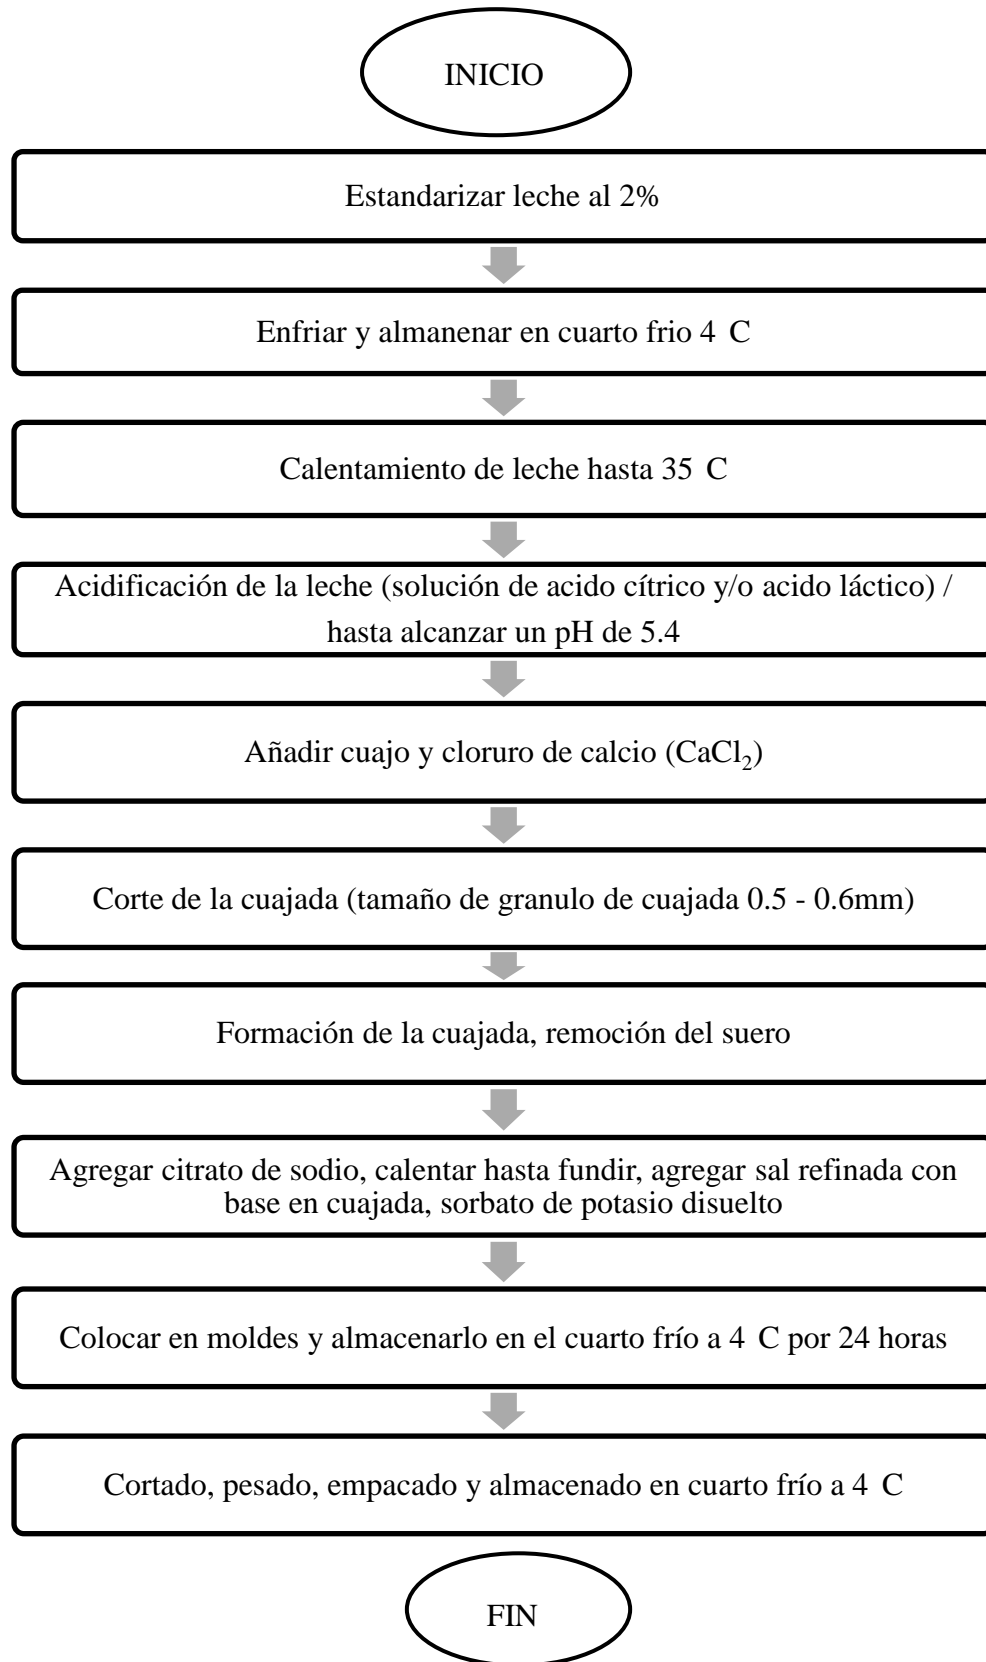 INICIO
Estandarizar leche al 2%
Enfriar y almanenar en cuarto frio 4 C
Calentamiento de leche hasta 35 C
Acidificación de la leche (solución de acido cítrico y/o acido láctico) /
hasta alcanzar un pH de 5.4
Añadir cuajo y cloruro de calcio (CaCl₂)
Corte de la cuajada (tamaño de granulo de cuajada 0.5 - 0.6mm)
Formación de la cuajada, remoción del suero
Agregar citrato de sodio, calentar hasta fundir, agregar sal refinada con
base en cuajada, sorbato de potasio disuelto
Colocar en moldes y almacenarlo en el cuarto frío a 4 C por 24 horas
Cortado, pesado, empacado y almacenado en cuarto frío a 4 C
FIN